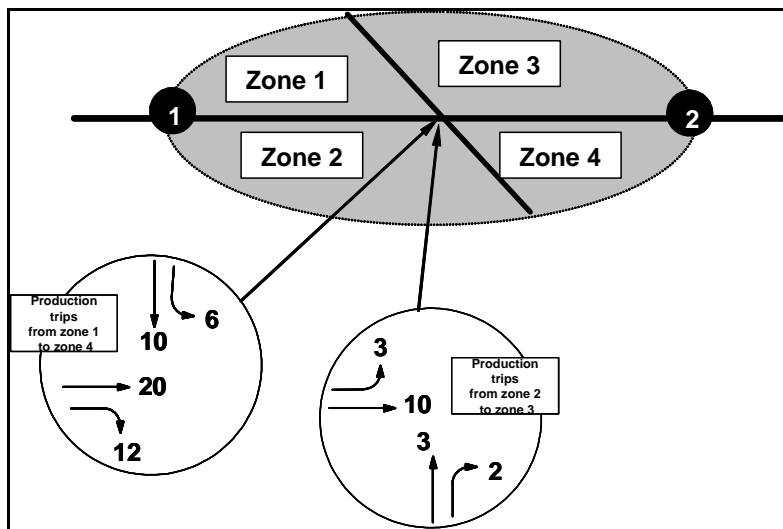 Zone 1
Zone 3
1
2
Zone 2
Zone 4
Production
trips
from zone 1
to zone 4
6
10
20
12
3
10
3
2
Production
trips
from zone 2
to zone 3